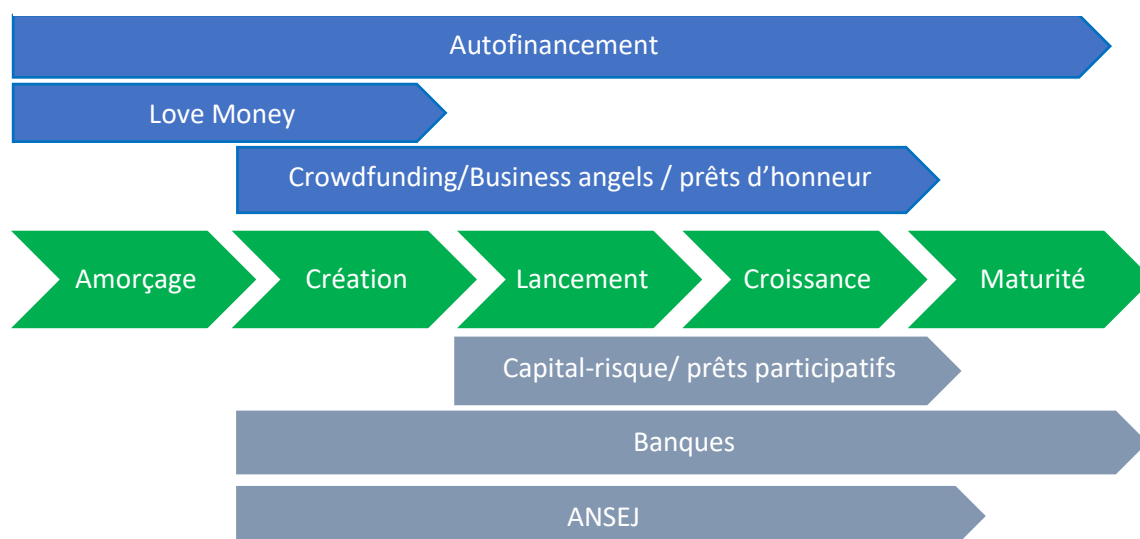 Autofinancement
Love Money
Crowdfunding/Business angels / prêts d’honneur
Amorçage
Création
Lancement
Croissance
Maturité
Capital-risque/ prêts participatifs
Banques
ANSEJ